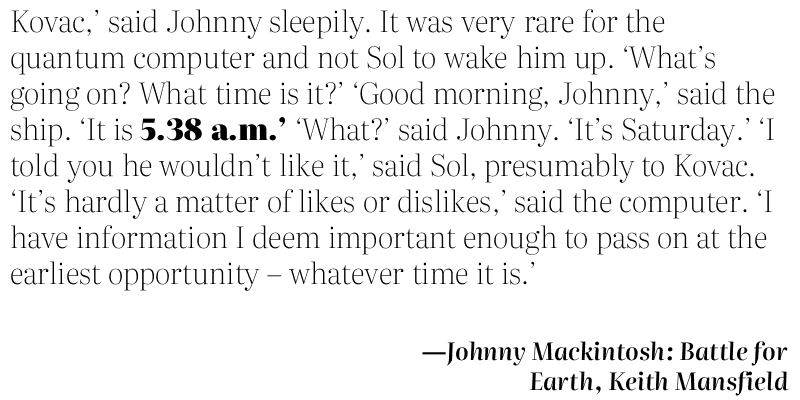 Kovac,’ said Johnny sleepily. It was very rare for the
quantum computer and not Sol to wake him up. ‘What’s
going on? What time is it?’ ‘Good morning, Johnny,’ said the
ship. ‘It is 5.38 a.m.’ ‘What?’ said Johnny. ‘It’s Saturday.’ ‘I
told you he wouldn’t like it,’ said Sol, presumably to Kovac.
‘It’s hardly a matter of likes or dislikes,’ said the computer. ‘I
have information I deem important enough to pass on at the
earliest opportunity – whatever time it is.’
—Johnny Mackintosh: Battle for
Earth, Keith Mansfield